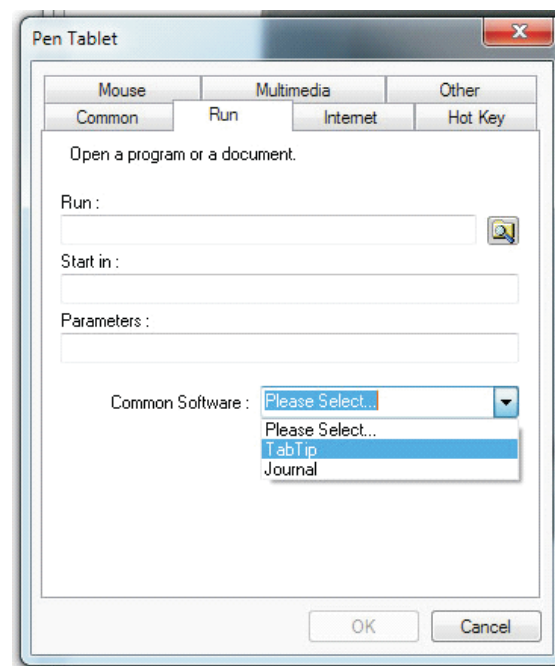 Pen Tablet
Mouse Multimedia Other
Common Run Internet Hot Key
Open a program or a document.
Run :
Start in :
Parameters :
Common Software : Please Select...
Please Select...
TabTip
Journal
OK Cancel